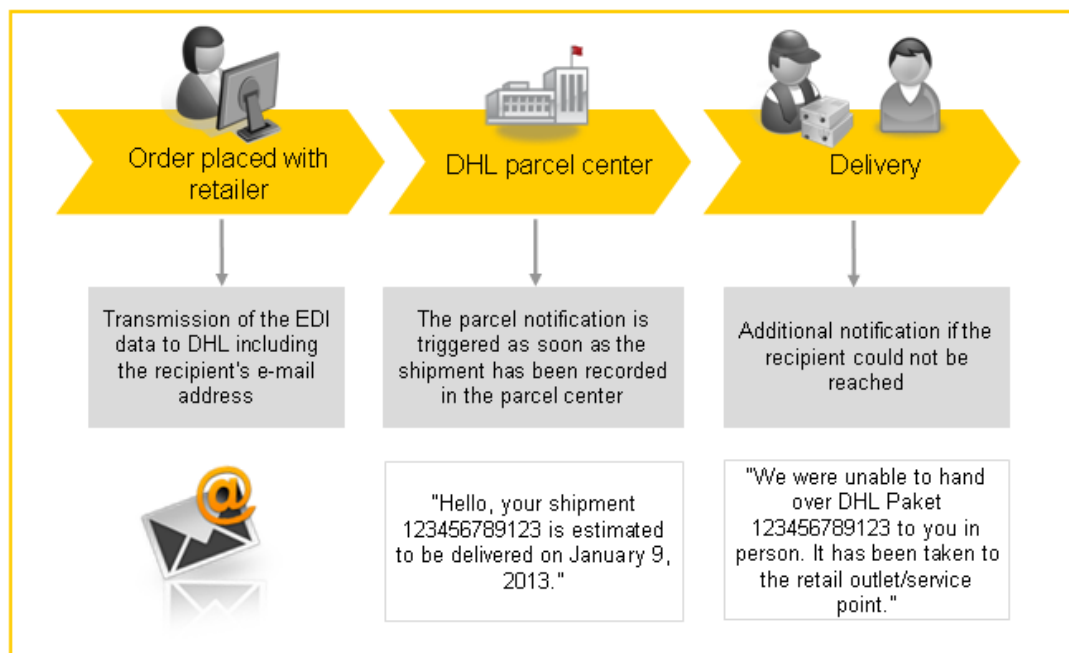 Order placed with
retailer
DHL parcel center
Delivery
Transmission of the EDI
data to DHL including
the recipient's e-mail
address
The parcel notification is
triggered as soon as the
shipment has been recorded
in the parcel center
Additional notification if the
recipient could not be
reached
@
"Hello, your shipment
123456789123 is estimated
to be delivered on January 9,
2013."
"We were unable to hand
over DHL Paket
123456789123 to you in
person. It has been taken to
the retail outlet/service
point."